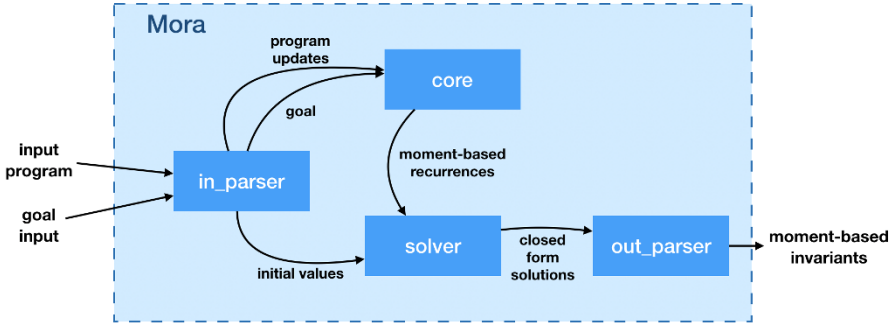 Mora
program
updates
core
goal
input
program
in_parser
moment-based
recurrences
goal
input
solver
closed
form
solutions
out_parser
moment-based
invariants
initial values